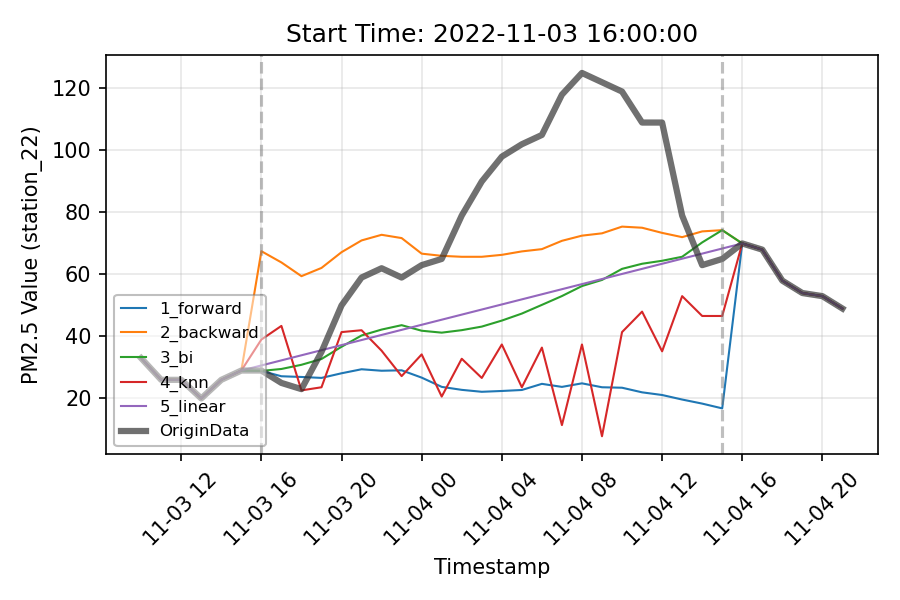 Start Time: 2022-11-03 16:00:00
PM2.5 Value (station_22)
120
100
80
60
40
20
1_forward
2_backward
3_bi
4_knn
5_linear
OriginData
11-03 12
11-03 16
11-03 20
11-04 00
11-04 04
11-04 08
11-04 12
11-04 16
11-04 20
Timestamp